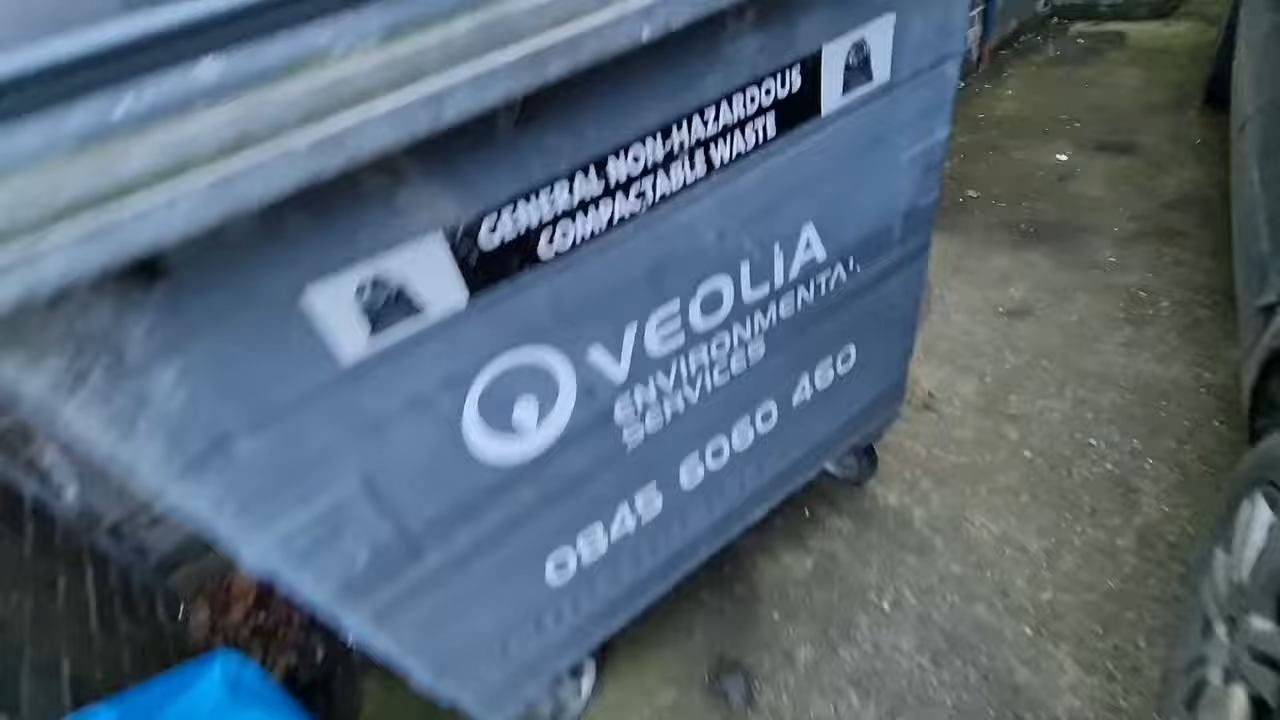 GENERAL NON-HAZARDOUS
COMPACTABLE WASTE
VEOLIA
ENVIRONMENTAL
SERVICES
0845 6060 460